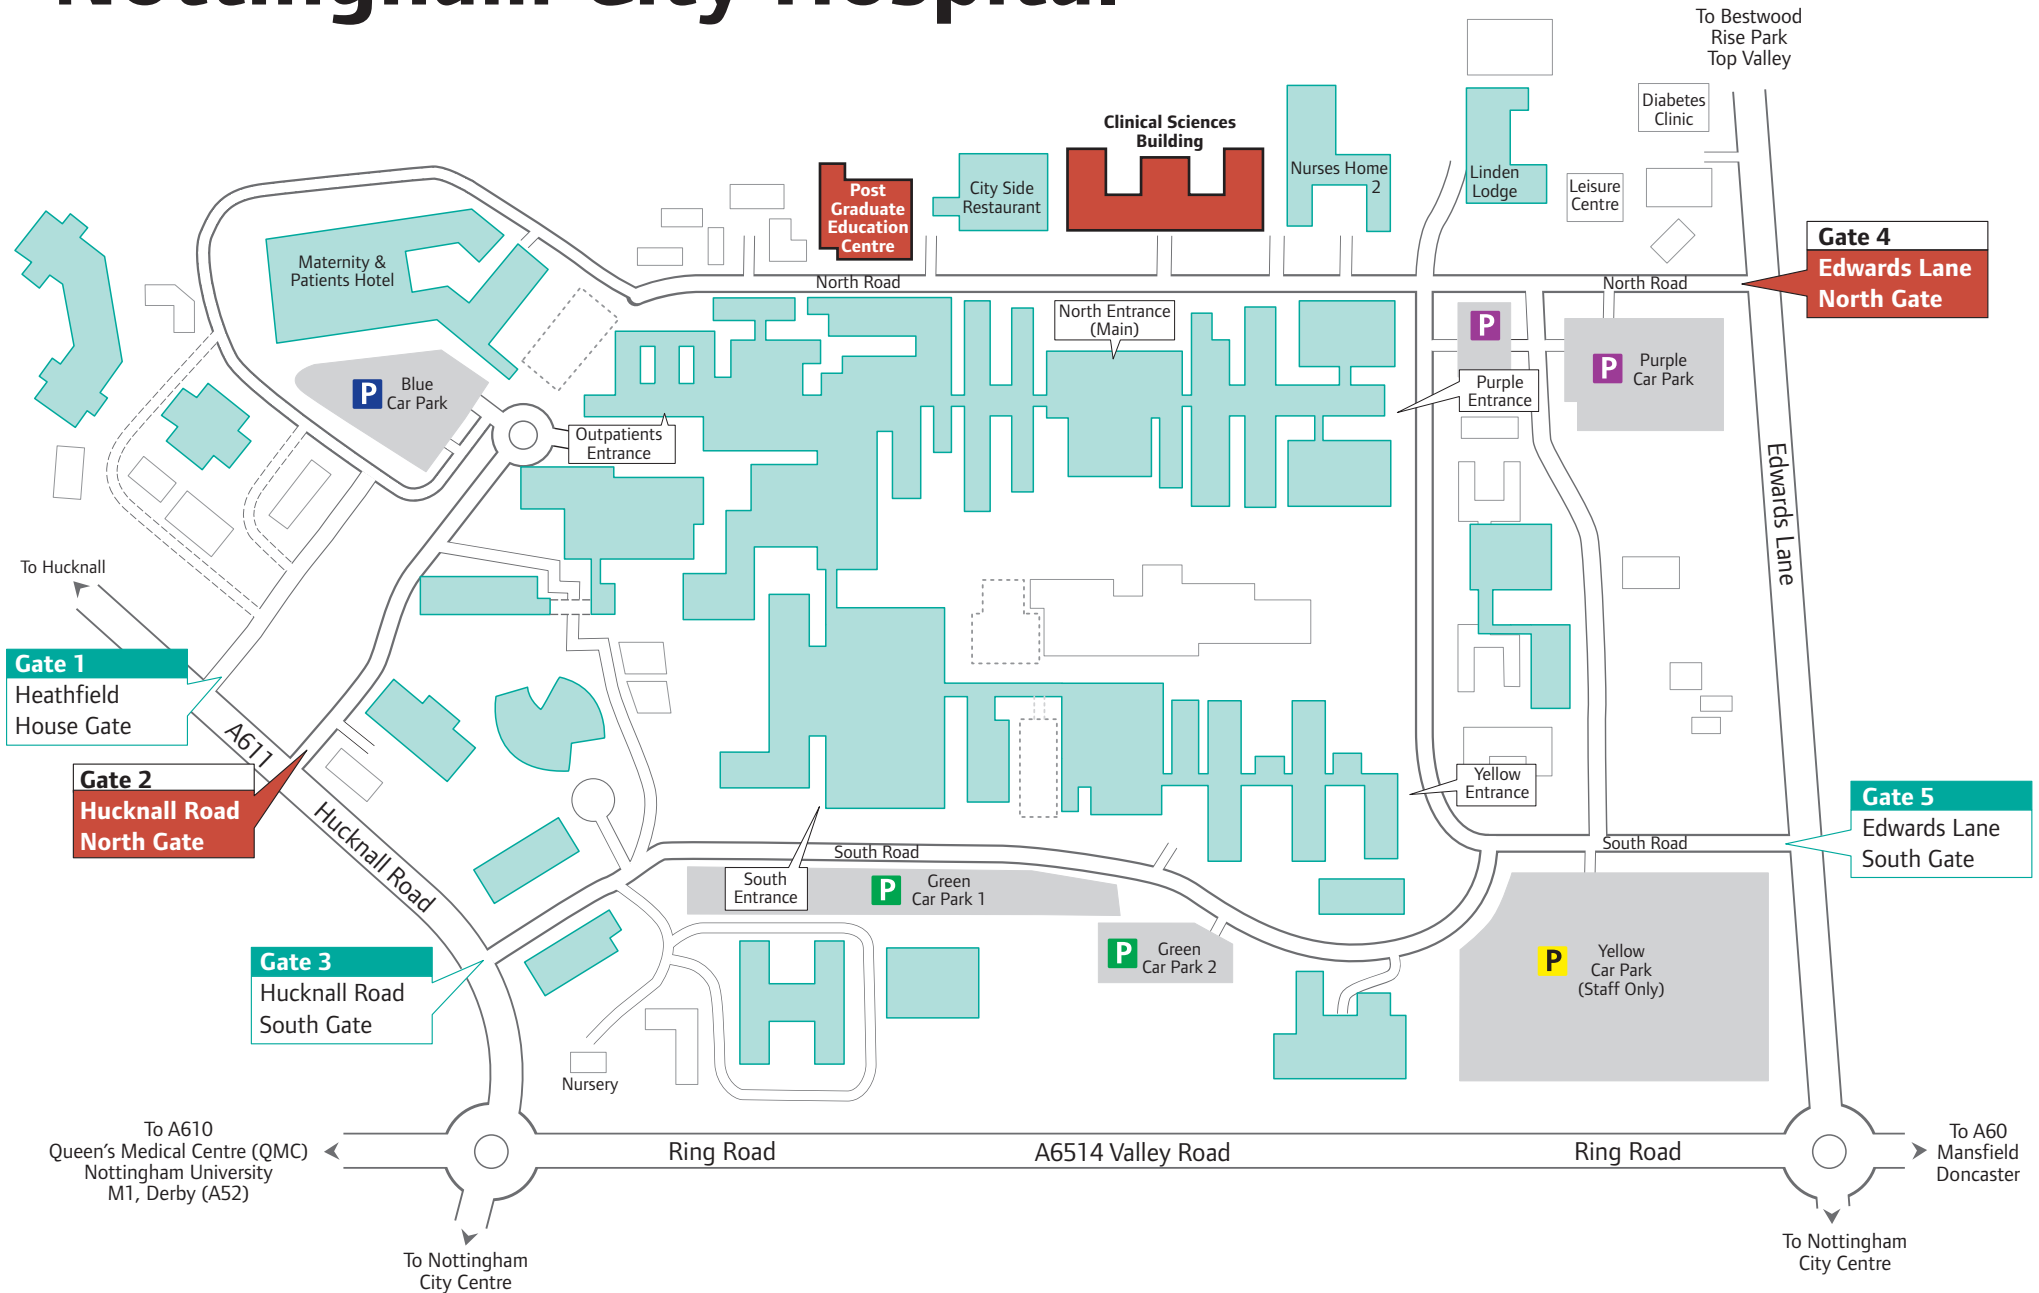 Nottingham City Hospital
To Bestwood
Rise Park
Top Valley
Diabetes
Clinic
Clinical Sciences
Building
Nurses Home
2
Linden
Lodge
Leisure
Centre
Post
Graduate
Education
Centre
City Side
Restaurant
Gate 4
Edwards Lane
North Gate
Maternity &
Patients Hotel
North Road
North Road
North Entrance
(Main)
P
P
Purple
Car Park
Purple
Entrance
P
Blue
Car Park
Outpatients
Entrance
Edwards Lane
To Hucknall
Gate 1
Heathfield
House Gate
A611
Gate 2
Hucknall Road
North Gate
Hucknall Road
Yellow
Entrance
Gate 5
Edwards Lane
South Gate
South Road
South Road
South
Entrance
P
Green
Car Park 1
P
Green
Car Park 2
P
Yellow
Car Park
(Staff Only)
Gate 3
Hucknall Road
South Gate
Nursery
To A610
Queen's Medical Centre (QMC)
Nottingham University
M1, Derby (A52)
Ring Road
A6514 Valley Road
Ring Road
To A60
Mansfield
Doncaster
To Nottingham
City Centre
To Nottingham
City Centre